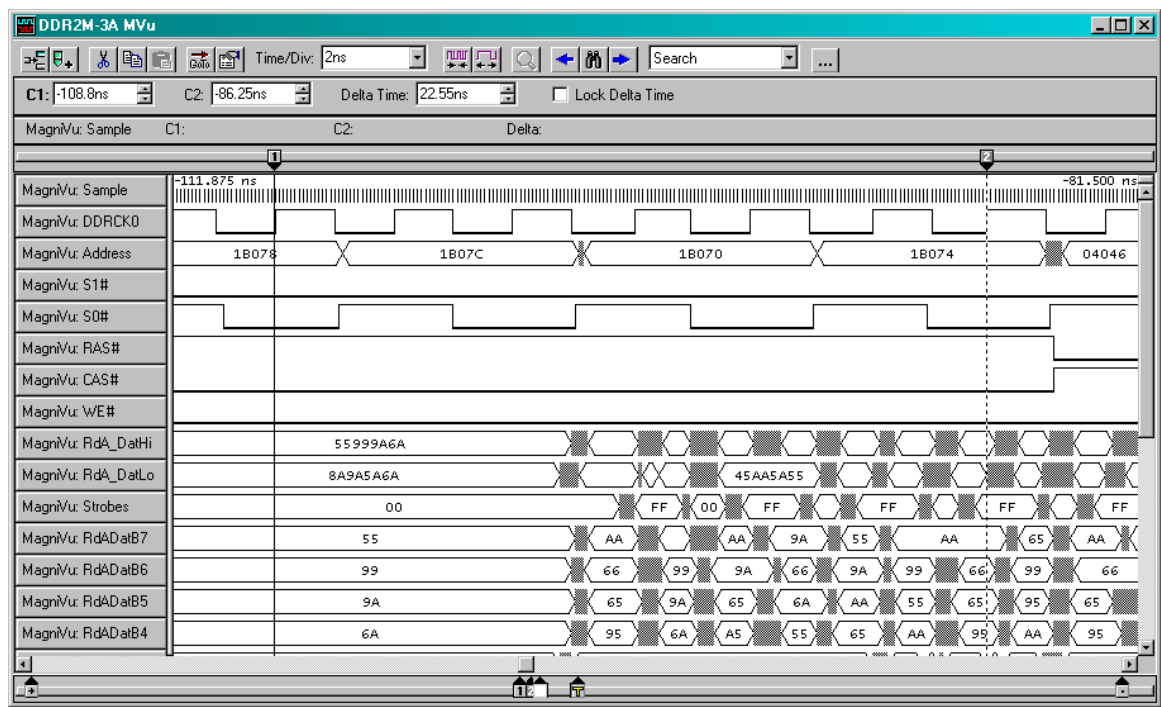 DDR2M-3A MVu
Goto Time/Div: 2ns Search ...
C1: -108.8ns C2: -86.25ns Delta Time: 22.55ns Lock Delta Time
MagniVu: Sample C1: C2: Delta:
1 2
MagniVu: Sample -111.875 ns -81.500 ns
MagniVu: DDRCK0
MagniVu: Address 1B078 1B07C 1B070 1B074 04046
MagniVu: S1#
MagniVu: S0#
MagniVu: RAS#
MagniVu: CAS#
MagniVu: WE#
MagniVu: RdA_DatHi 55999A6A
MagniVu: RdA_DatLo 8A9A5A6A 45AA5A55
MagniVu: Strobes 00 FF 00 FF FF FF FF
MagniVu: RdADatB7 55 AA AA 9A 55 AA 65 AA
MagniVu: RdADatB6 99 66 99 9A 66 9A 99 66 99 66
MagniVu: RdADatB5 9A 65 9A 65 6A AA 55 65 95 65
MagniVu: RdADatB4 6A 95 6A A5 55 65 AA 95 AA 95
1 2 T